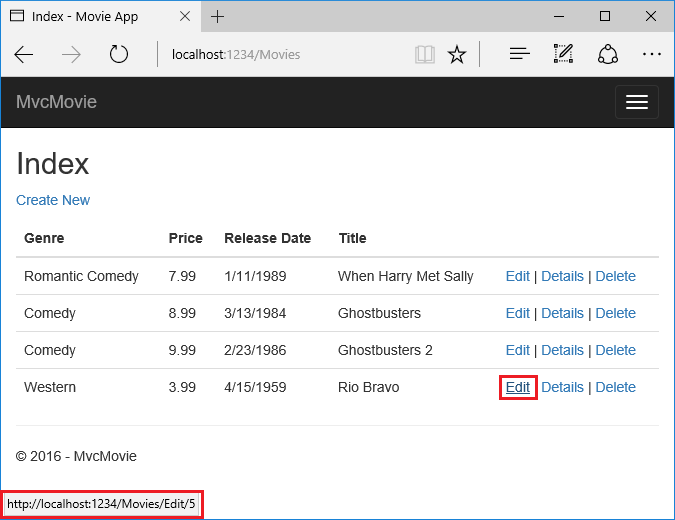 Index - Movie App
localhost:1234/Movies
MvcMovie
Index
Create New
Genre Price Release Date Title
Romantic Comedy 7.99 1/11/1989 When Harry Met Sally Edit | Details | Delete
Comedy 8.99 3/13/1984 Ghostbusters Edit | Details | Delete
Comedy 9.99 2/23/1986 Ghostbusters 2 Edit | Details | Delete
Western 3.99 4/15/1959 Rio Bravo Edit Details | Delete
© 2016 - MvcMovie
http://localhost:1234/Movies/Edit/5